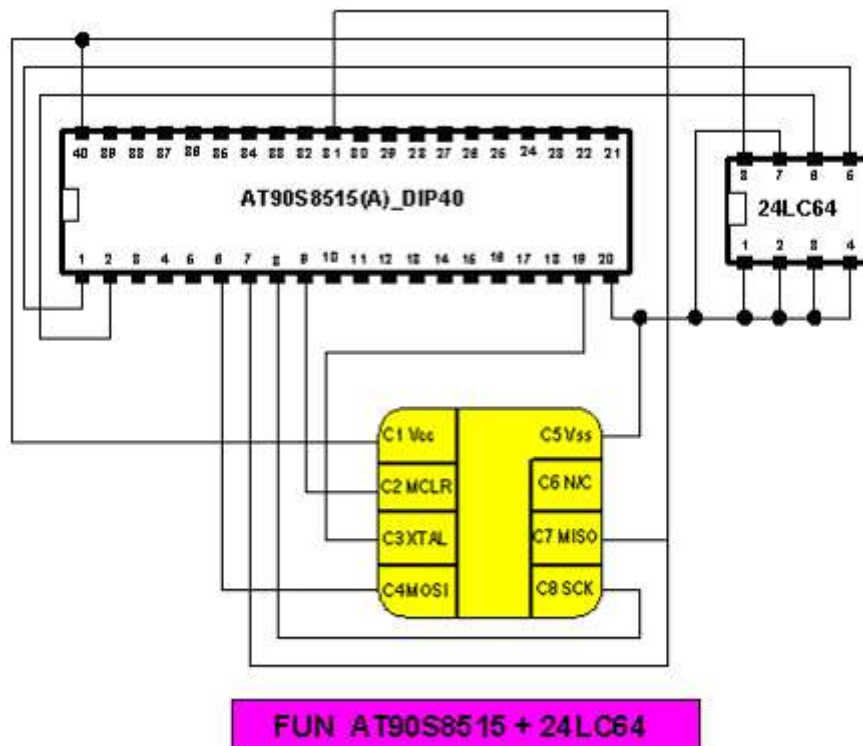 40 39 38 37 36 35 34 33 32 31 30 29 28 27 26 25 24 23 22 21
8 7 6 5
AT90S8515(A)_DIP40
24LC64
1 2 3 4 5 6 7 8 9 10 11 12 13 14 15 16 17 18 19 20
1 2 3 4
C1 Vcc
C5 Vss
C2 MCLR
C6 N/C
C3 XTAL
C7 MISO
C4 MOSI
C8 SCK
FUN AT90S8515 + 24LC64